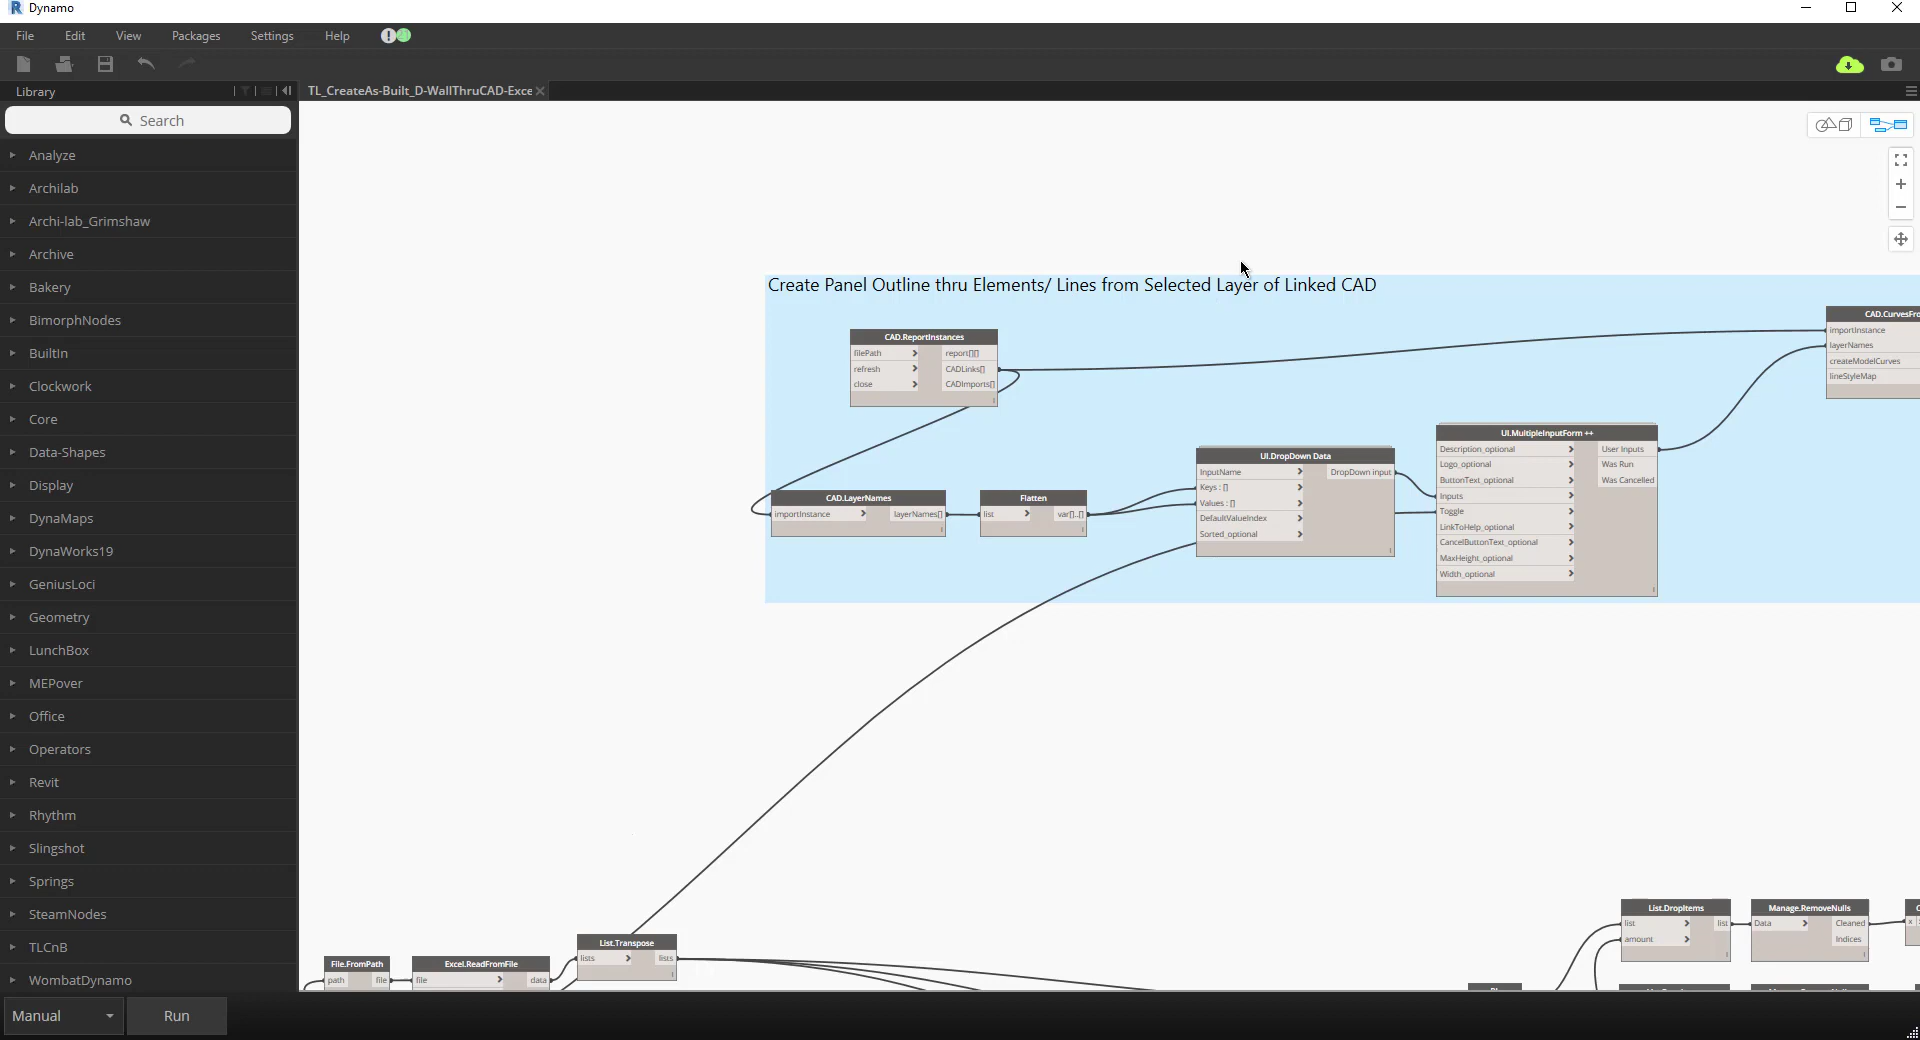 Dynamo
File Edit View Packages Settings Help
Library
TL_CreateAs-Built_D-WallThruCAD-Exce
Search
Analyze
Archilab
Archi-lab_Grimshaw
Archive
Bakery
BimorphNodes
BuiltIn
Clockwork
Core
Data-Shapes
Display
DynaMaps
DynaWorks19
GeniusLoci
Geometry
LunchBox
MEPover
Office
Operators
Revit
Rhythm
Slingshot
Springs
SteamNodes
TLCnB
WombatDynamo
Manual
Run
Create Panel Outline thru Elements/ Lines from Selected Layer of Linked CAD
CAD.ReportInstances
filePath > report[][]
refresh > CADLinks[]
close > CADImports[]
CAD.LayerNames
importInstance > layerNames[]
Flatten
list > var[]..[]
UI.DropDown Data
InputName > DropDown input
Keys : [] >
Values : [] >
DefaultValueIndex >
Sorted_optional >
UI.MultipleInputForm ++
Description_optional > User Inputs
Logo_optional > Was Run
ButtonText_optional > Was Cancelled
Inputs >
Toggle >
LinkToHelp_optional >
CancelButtonText_optional >
MaxHeight_optional >
Width_optional >
CAD.CurvesFro
importInstance
layerNames
createModelCurves
lineStyleMap
File.FromPath
path file
Excel.ReadFromFile
file > data
List.Transpose
lists > lists
List.DropItems
list > list
amount >
Manage.RemoveNulls
Data > Cleaned
Indices